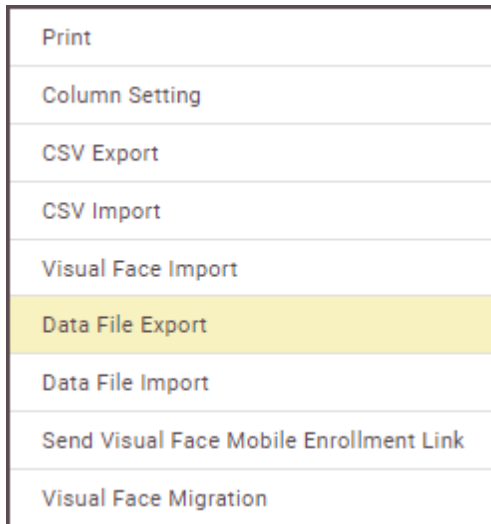 Print
Column Setting
CSV Export
CSV Import
Visual Face Import
Data File Export
Data File Import
Send Visual Face Mobile Enrollment Link
Visual Face Migration